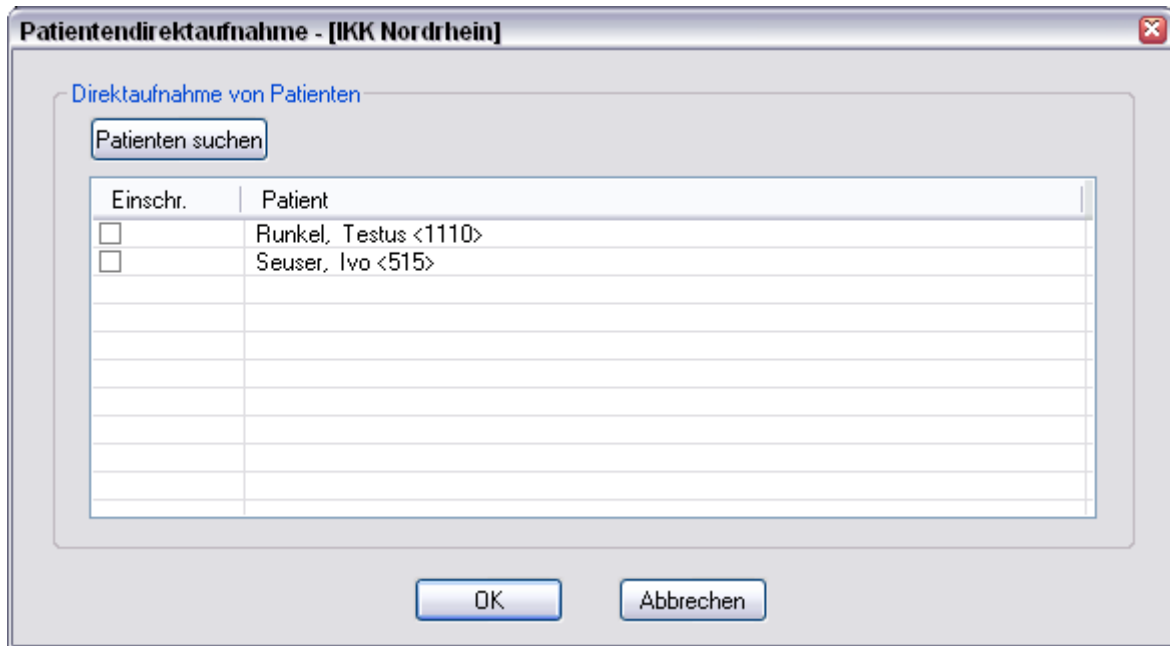 Patientendirektaufnahme - [IKK Nordrhein]
Direktaufnahme von Patienten
Patienten suchen
Einschr. Patient
Runkel, Testus <1110>
Seuser, Ivo <515>
OK Abbrechen